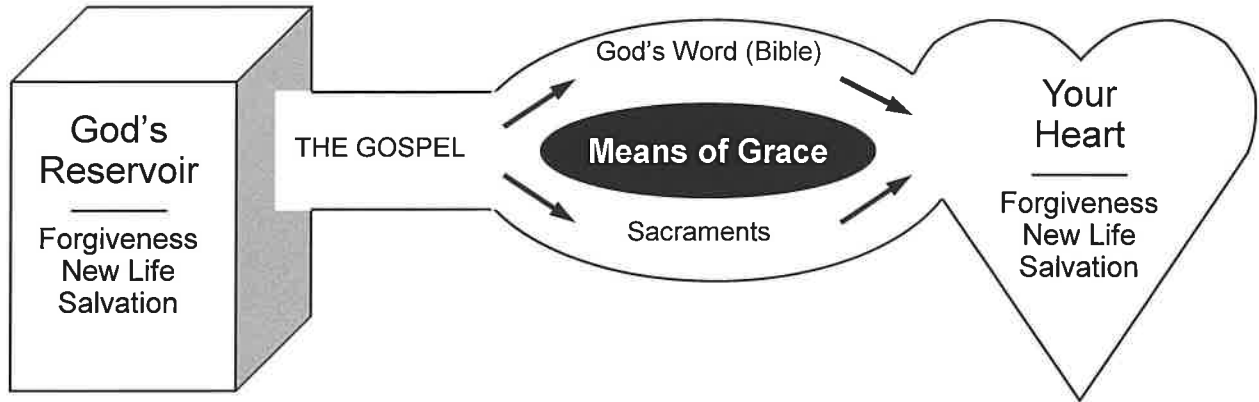 God's
Reservoir
Forgiveness
New Life
Salvation
THE GOSPEL
God's Word (Bible)
Means of Grace
Sacraments
Your
Heart
Forgiveness
New Life
Salvation